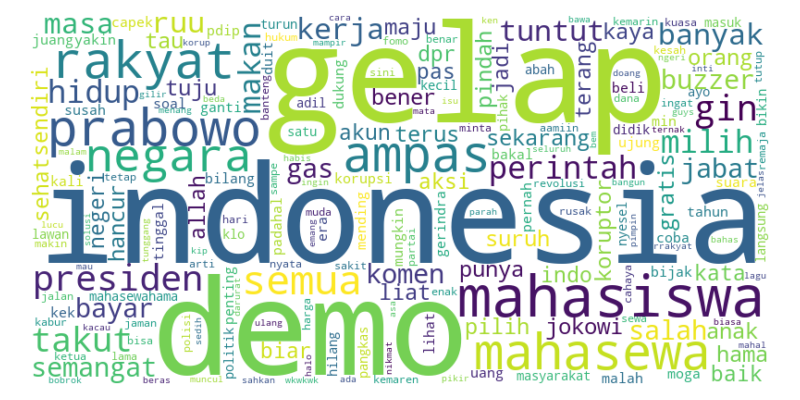 capek
ruu
pdip
turun
cara
kerja
maju
ken
bawa
kemarin
kuasa
masuk
masa
korup
mampir
fomo
benar
tuntut
kaya
banyak
juang
yakin
tau
hukum
dpr
kesah
ngeri
doang
inti
tutup
rakyat
makan
gelap
pindah
jadi
terang
dana
orang
hidup
tuju
banteng
duit
sini
dukung
pas
abah
beli
buzzer
gilir
beda
menang
soal
ganti
adil
isu
kecil
bener
pihak
ingat
guys
ayo
bikin
susah
mata
prabowo
satu
akun
terus
minta
aamiin
gin
min
sekarang
didik
ternak
milih
sendiri
malam
negara
habis
seluruh
bem
ujung
remaja
sehat
kali
tetap
bilang
sampe
ampas
bakal
perintah
gratis
jelas
jabat
gas
korupsi
ingin
aksi
revolusi
bangun
suara
langsung
lucu
solusi
negeri
allah
indonesia
makin
lawan
hancur
tinggal
hari
padahal
muda
era
emang
mending
mungkin
partai
gerindra
pernah
parah
rusak
nyesel
pimpin
koruptor
tahun
coba
rrakyat
bahas
tunggang
kip
klo
mau
arti
nyata
sakit
suruh
presiden
semua
komen
punya
indo
bijak
kata
cahaya
lagu
jalan
mahasewahama
penting
demo
liat
enak
mahasiswa
sewa
kabur
kek
bayar
polisi
darurat
ulang
harga
asa
pilih
jokowi
salah
anak
biasa
kacau
jaman
sedih
politik
lihat
takut
bisa
biar
hilang
pangkas
nikmat
mahasewa
hama
mahal
ketua
lama
halo
uang
masyarakat
semangat
malah
moga
baik
bobrok
beras
muncul
sahkan
wkwkwk
ada
kemaren
pikir